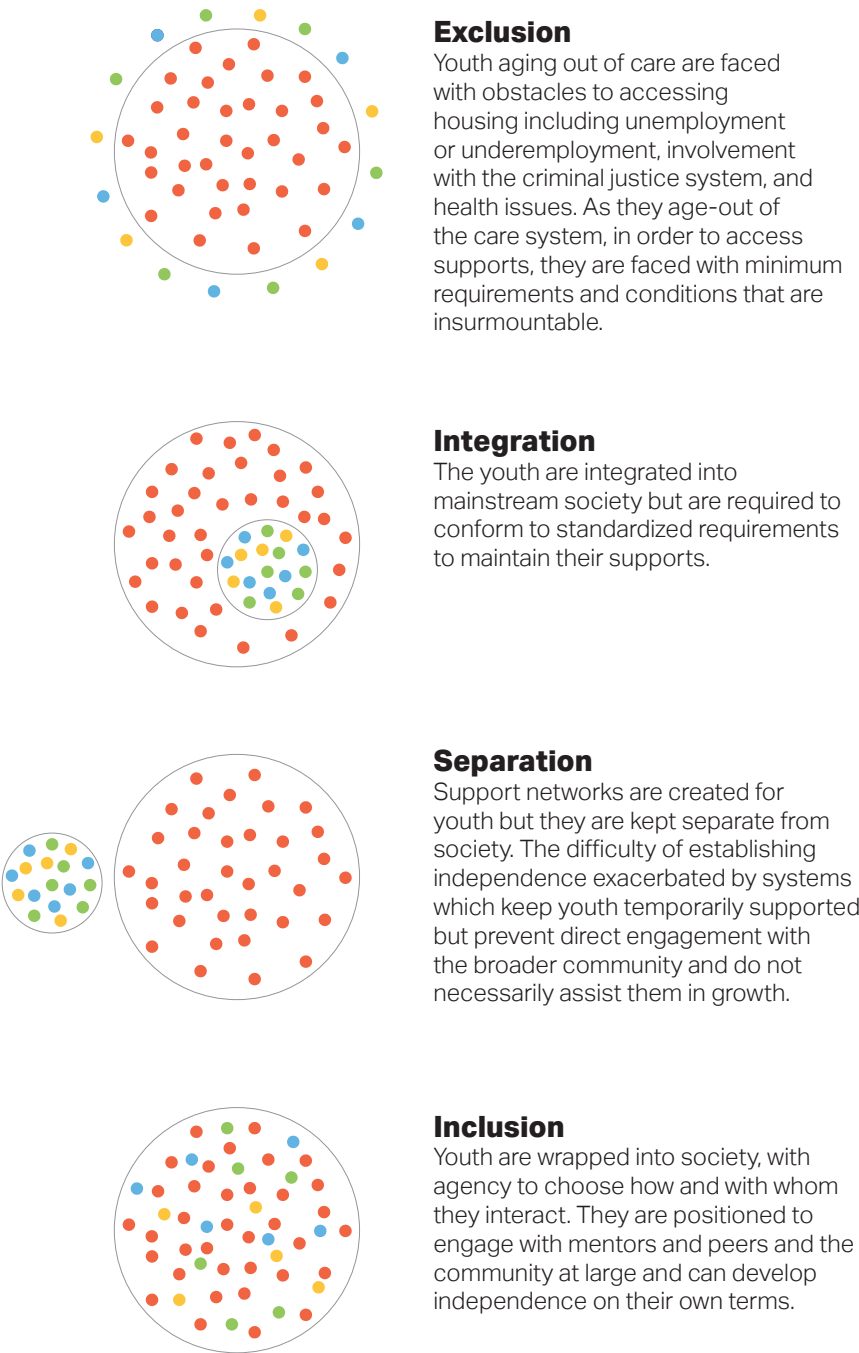 Exclusion
Youth aging out of care are faced
with obstacles to accessing
housing including unemployment
or underemployment, involvement
with the criminal justice system, and
health issues. As they age-out of
the care system, in order to access
supports, they are faced with minimum
requirements and conditions that are
insurmountable.
Integration
The youth are integrated into
mainstream society but are required to
conform to standardized requirements
to maintain their supports.
Separation
Support networks are created for
youth but they are kept separate from
society. The difficulty of establishing
independence exacerbated by systems
which keep youth temporarily supported
but prevent direct engagement with
the broader community and do not
necessarily assist them in growth.
Inclusion
Youth are wrapped into society, with
agency to choose how and with whom
they interact. They are positioned to
engage with mentors and peers and the
community at large and can develop
independence on their own terms.